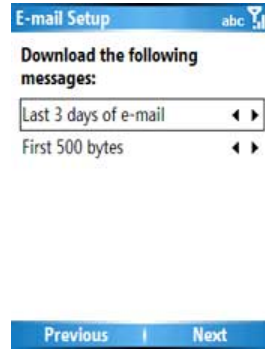 E-mail Setup abc
Download the following
messages:
Last 3 days of e-mail
First 500 bytes
Previous Next